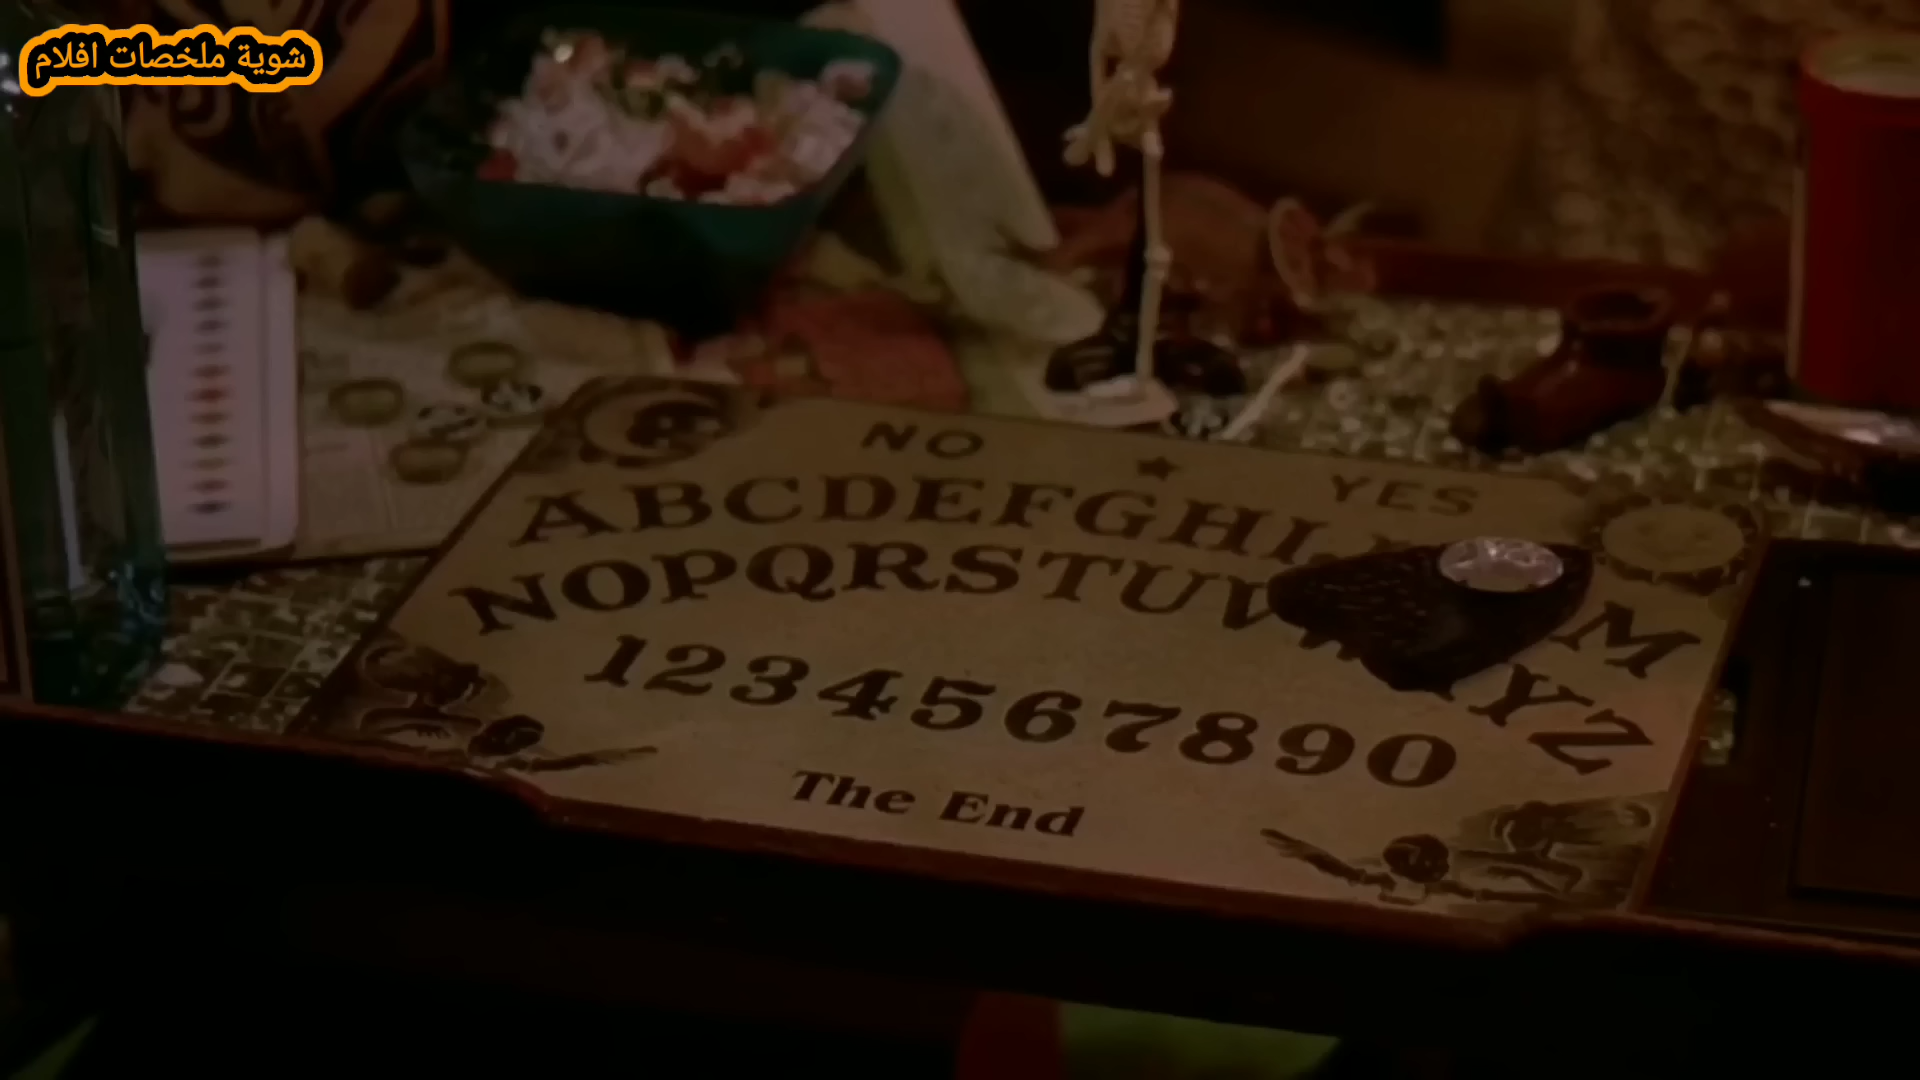 شوية ملخصات افلام
NO YES
ABCDEFGHI
M
NOPQRSTUV
YZ
1234567890
The End